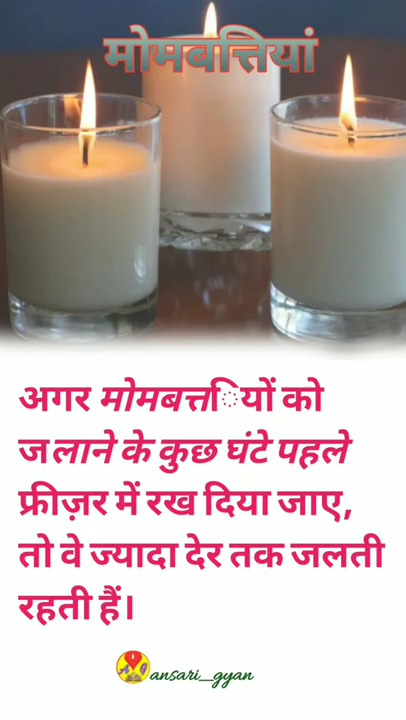 मोमबत्तियां
अगर मोमबत्तियों को
जलाने के कुछ घंटे पहले
फ्रीज़र में रख दिया जाए,
तो वे ज्यादा देर तक जलती
रहती हैं।
ansari_gyan